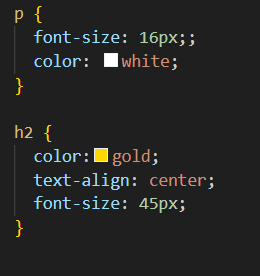 p {
font-size: 16px;;
color: white;
}
h2 {
color:gold;
text-align: center;
font-size: 45px;
}